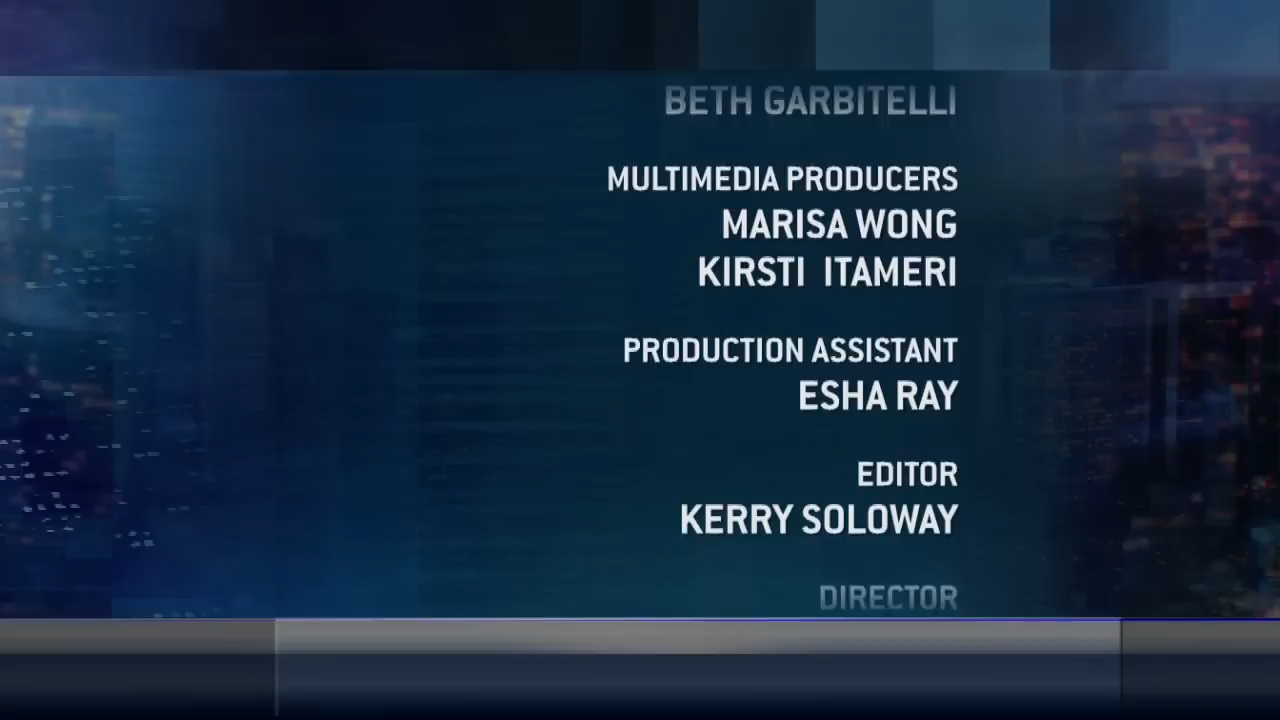 BETH GARBITELLI
MULTIMEDIA PRODUCERS
MARISA WONG
KIRSTI ITAMERI
PRODUCTION ASSISTANT
ESHA RAY
EDITOR
KERRY SOLOWAY
DIRECTOR